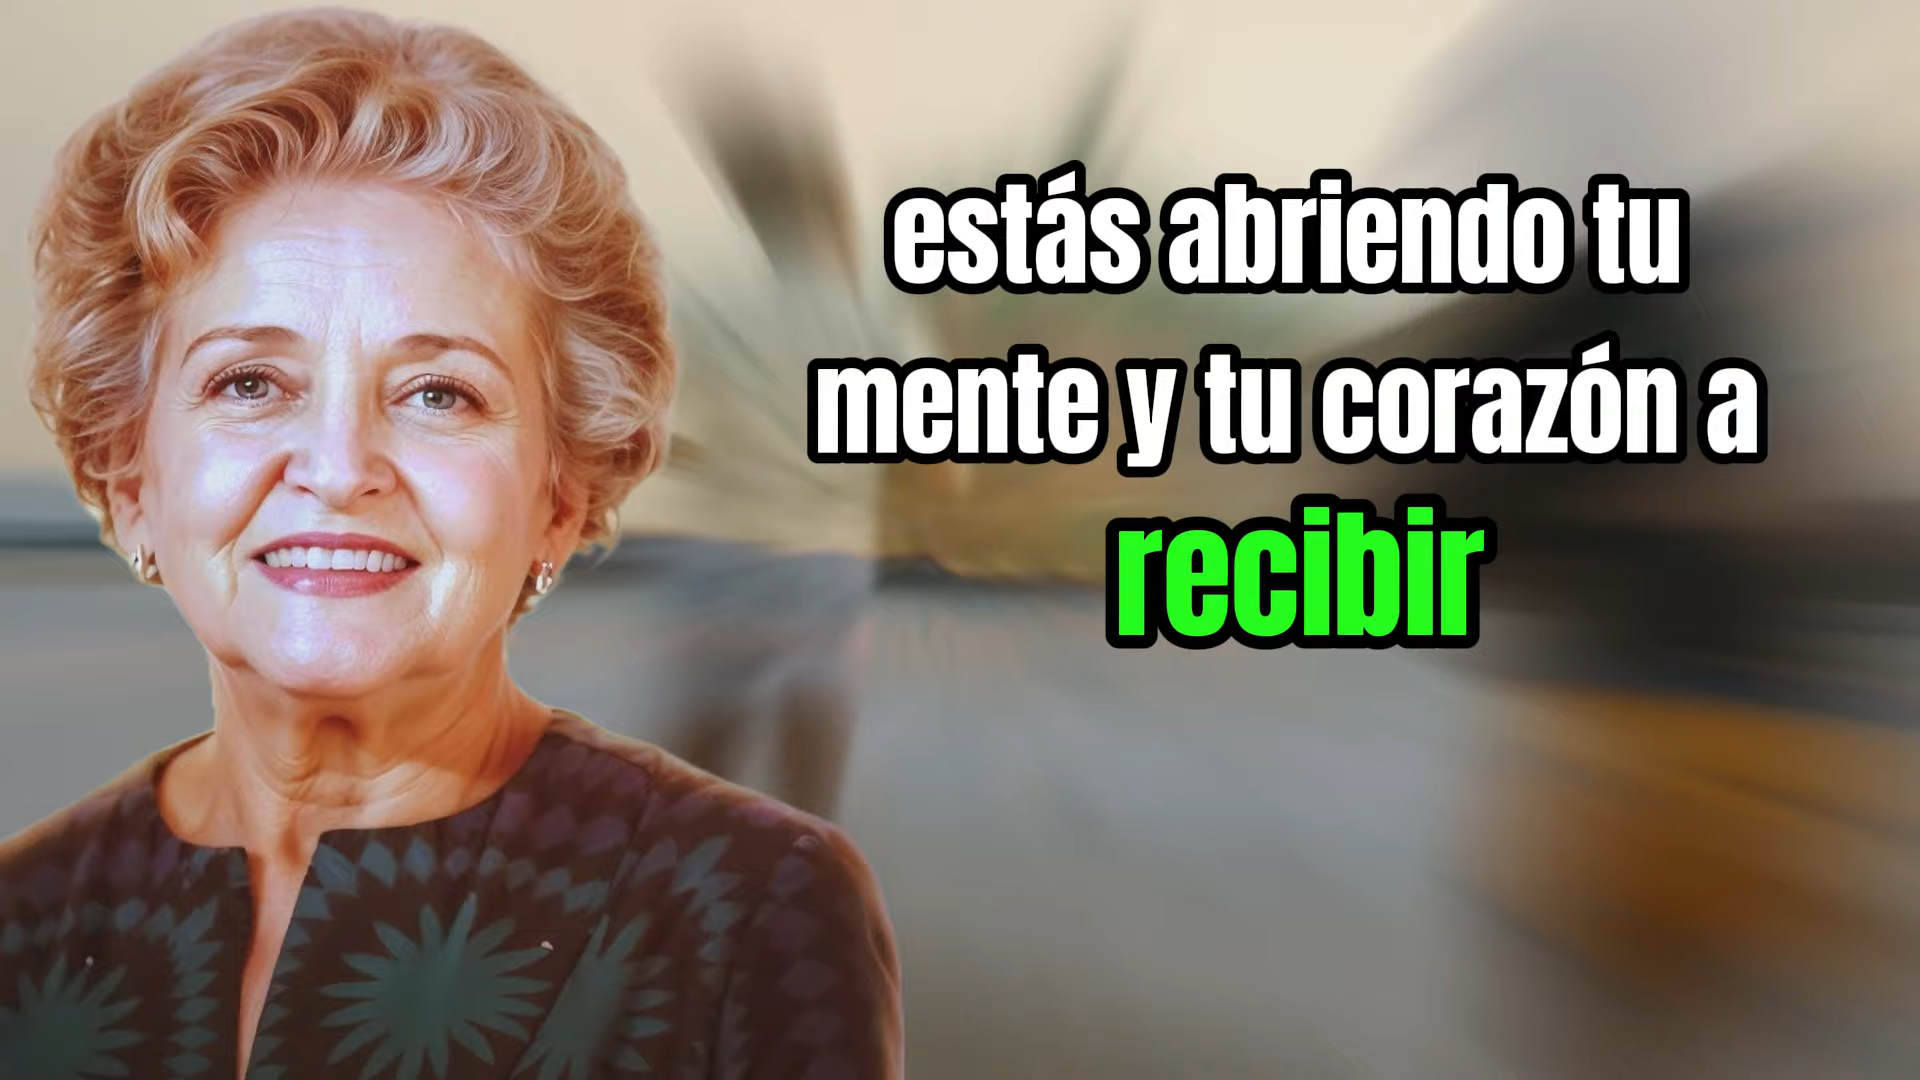 estás abriendo tu
mente y tu corazón a
recibir